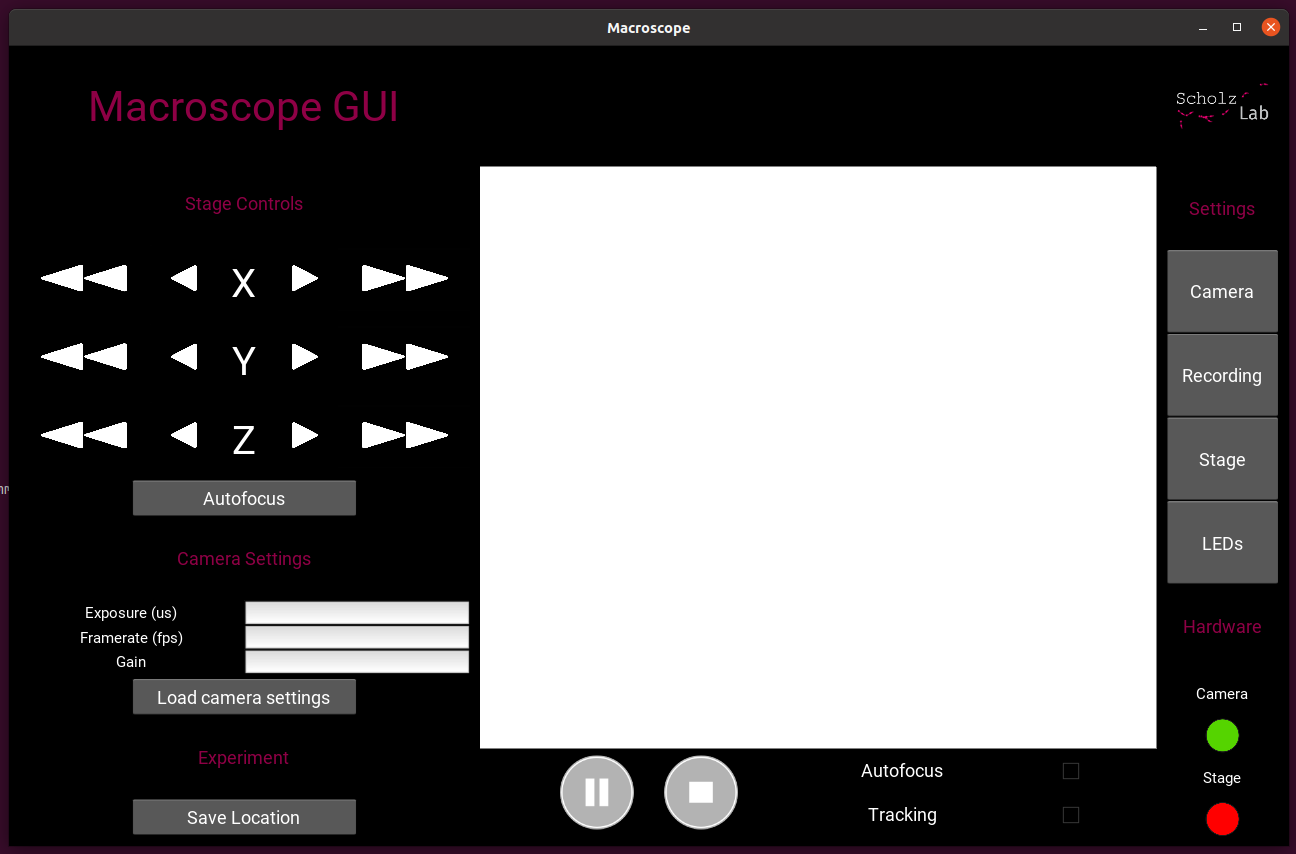 Macroscope
Macroscope GUI
Scholz
Lab
Stage Controls
X
Y
Z
Autofocus
Camera Settings
Exposure (us)
Framerate (fps)
Gain
Load camera settings
Experiment
Save Location
Autofocus
Tracking
Settings
Camera
Recording
Stage
LEDs
Hardware
Camera
Stage